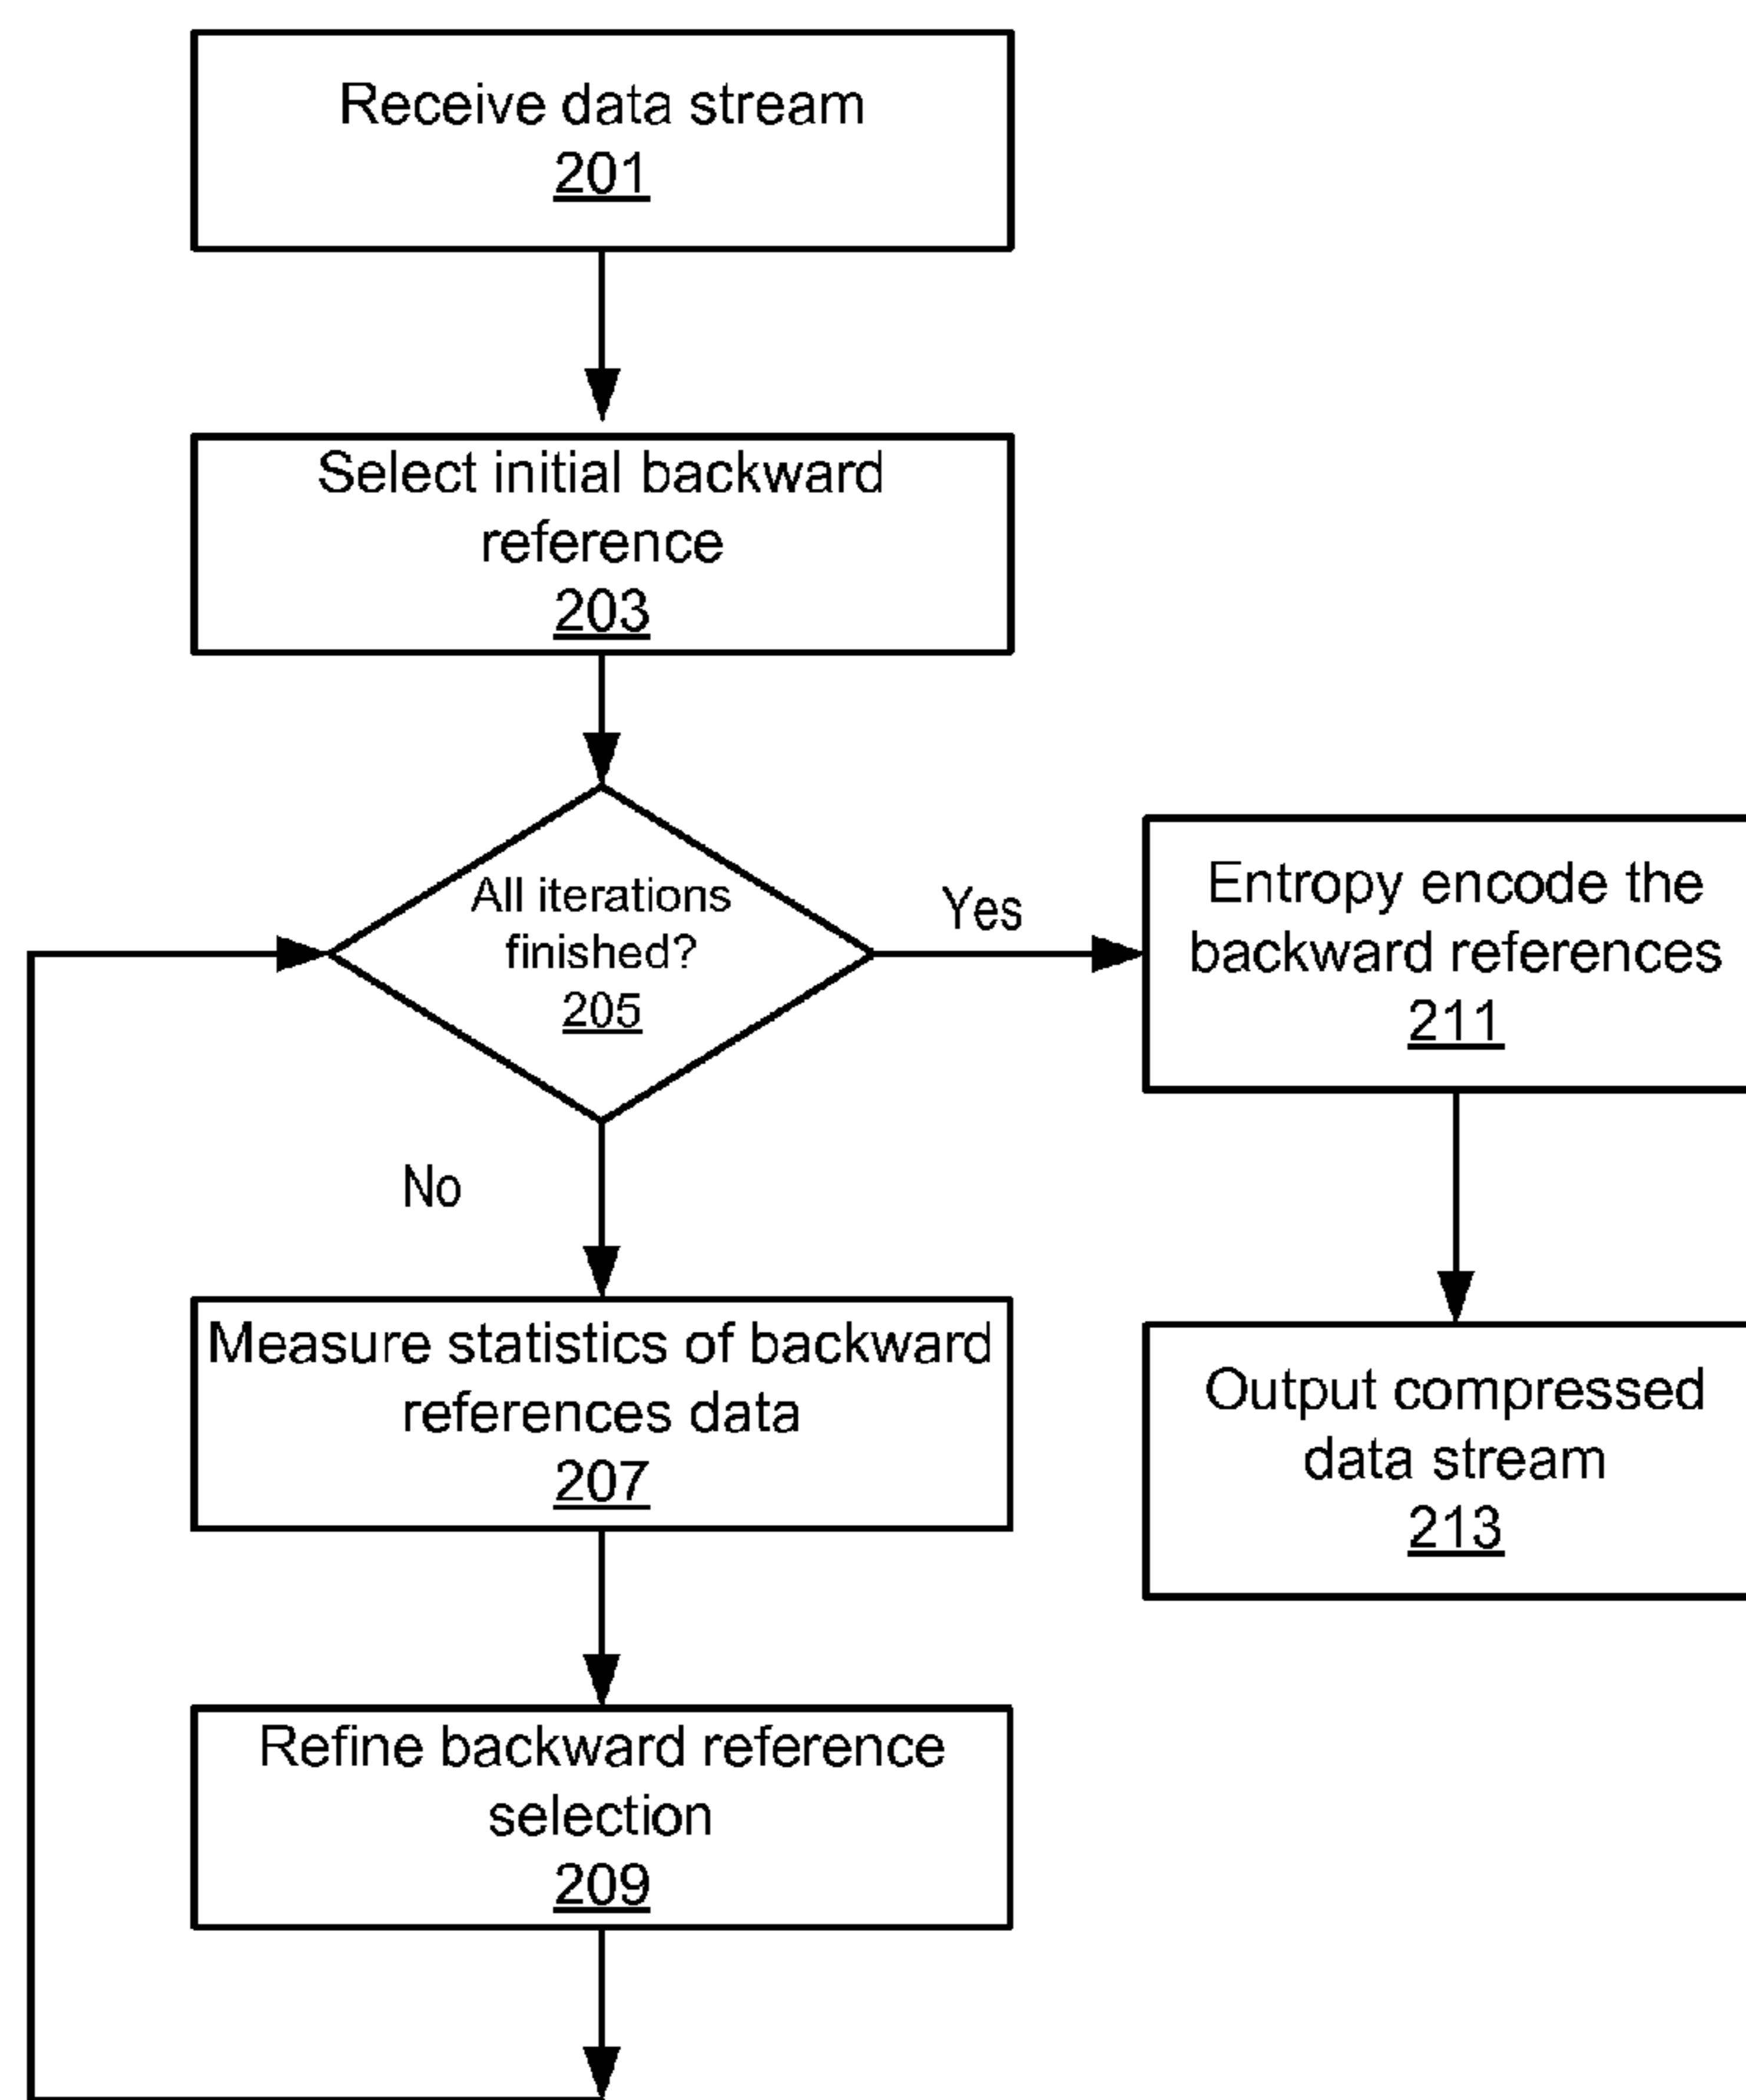 Receive data stream
201
Select initial backward
reference
203
All iterations
finished?
205
Yes
Entropy encode the
backward references
211
No
Measure statistics of backward
references data
207
Output compressed
data stream
213
Refine backward reference
selection
209